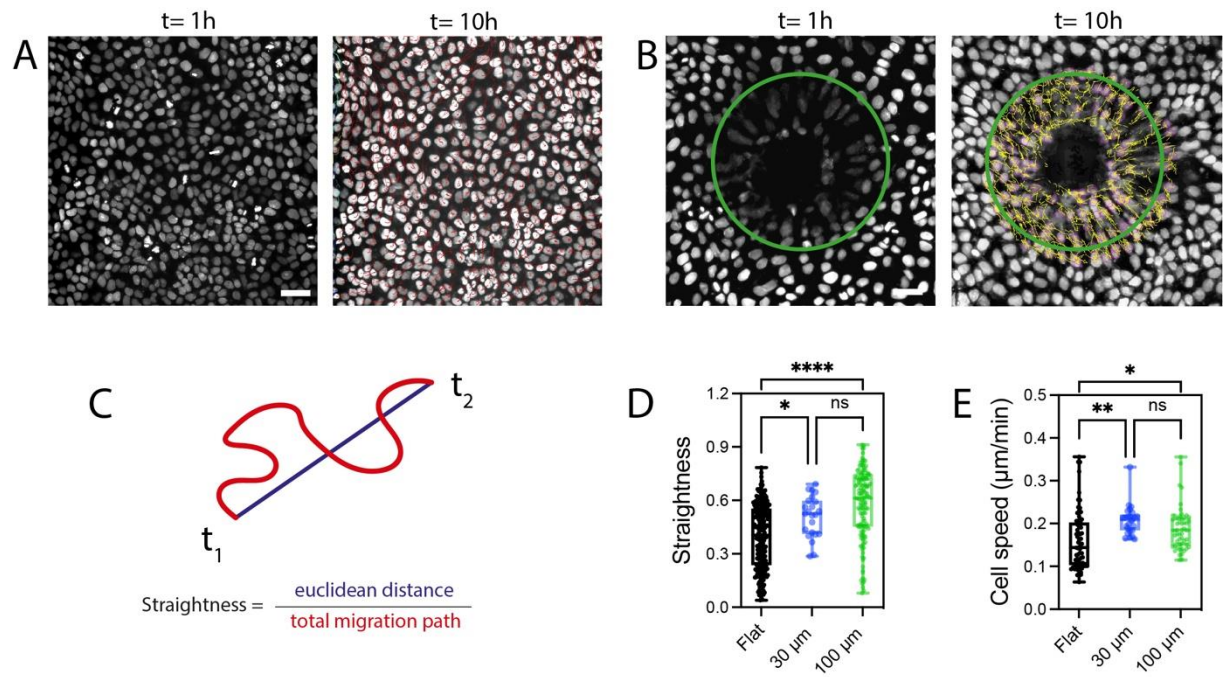 t= 1h
t= 10h
t= 1h
t= 10h
A
B
C
t1
t2
Straightness = euclidean distance
total migration path
D
****
*
ns
Straightness
1.2
0.9
0.6
0.3
0.0
Flat
30 µm
100 µm
E
*
**
ns
Cell speed (µm/min)
0.5
0.4
0.3
0.2
0.1
0.0
Flat
30 µm
100 µm